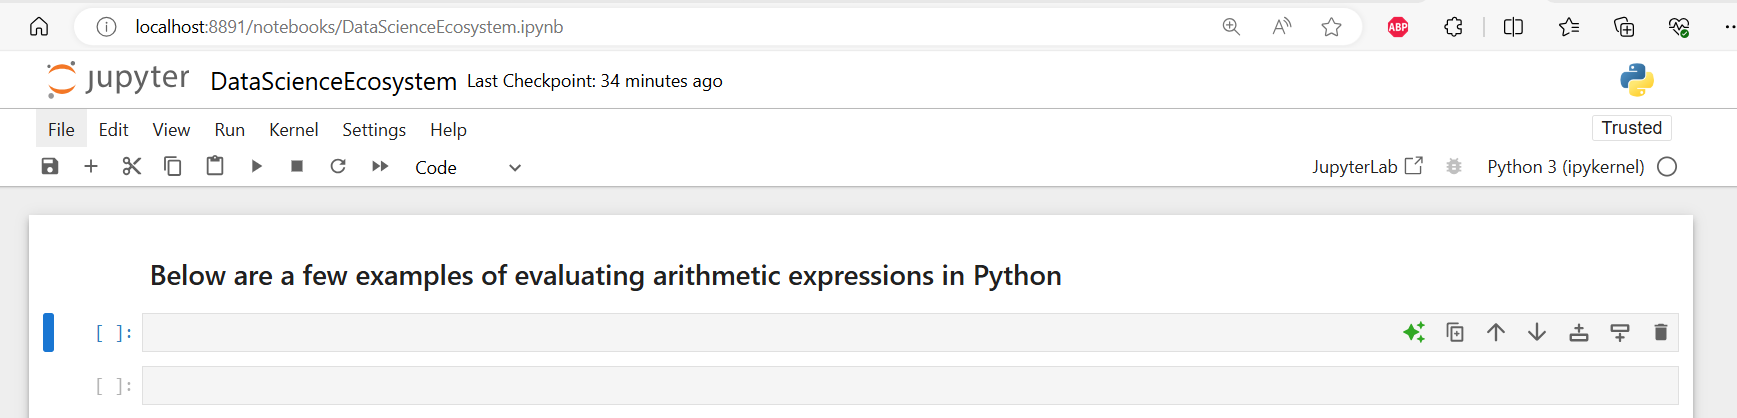 localhost:8891/notebooks/DataScienceEcosystem.ipynb
A
ABP
jupyter DataScienceEcosystem Last Checkpoint: 34 minutes ago
File Edit View Run Kernel Settings Help
Trusted
Code
JupyterLab Python 3 (ipykernel)
Below are a few examples of evaluating arithmetic expressions in Python
[ ]:
[ ]: